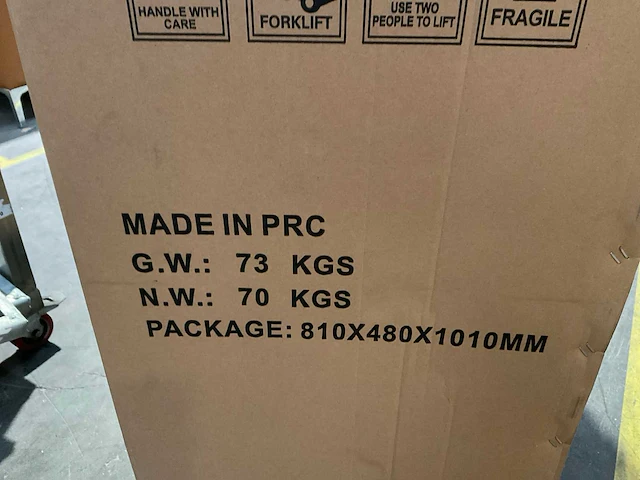 HANDLE WITH
CARE
FORKLIFT
USE TWO
PEOPLE TO LIFT
FRAGILE
MADE IN PRC
G.W.: 73 KGS
N.W.: 70 KGS
PACKAGE: 810X480X1010MM